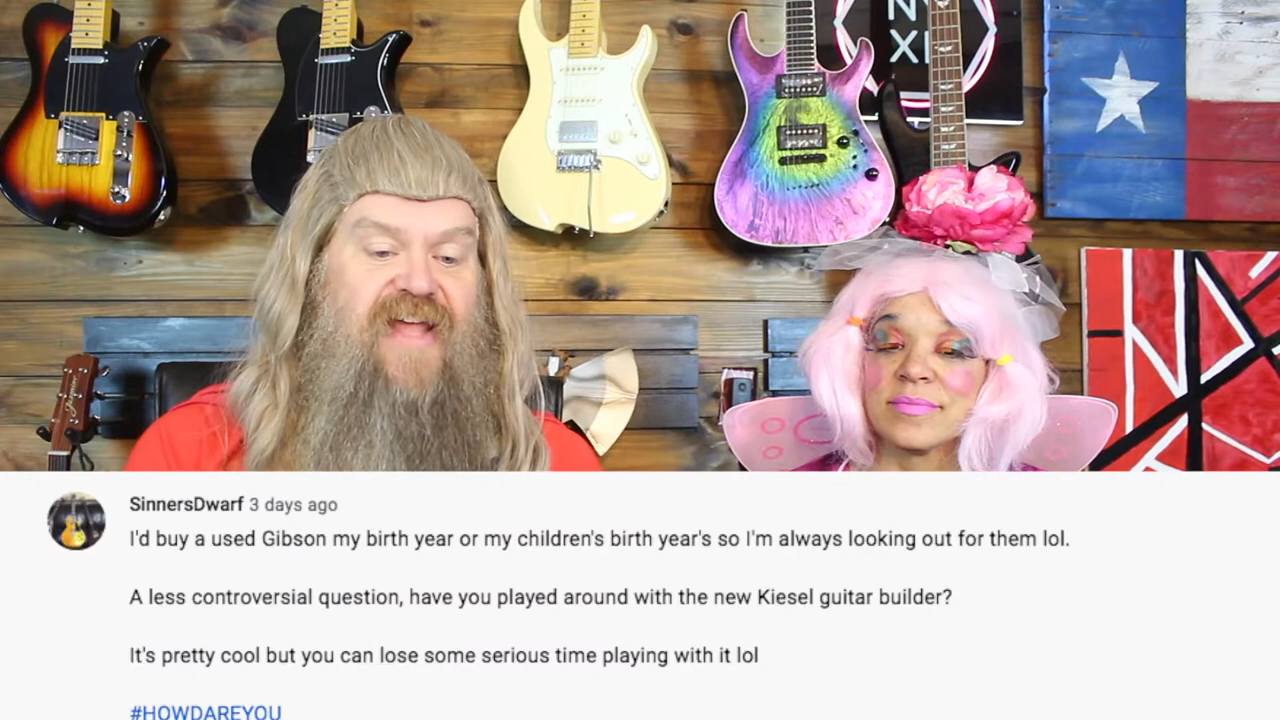 NO
XI
SinnersDwarf 3 days ago
I'd buy a used Gibson my birth year or my children's birth year's so I'm always looking out for them lol.
A less controversial question, have you played around with the new Kiesel guitar builder?
It's pretty cool but you can lose some serious time playing with it lol
#HOWDAREYOU